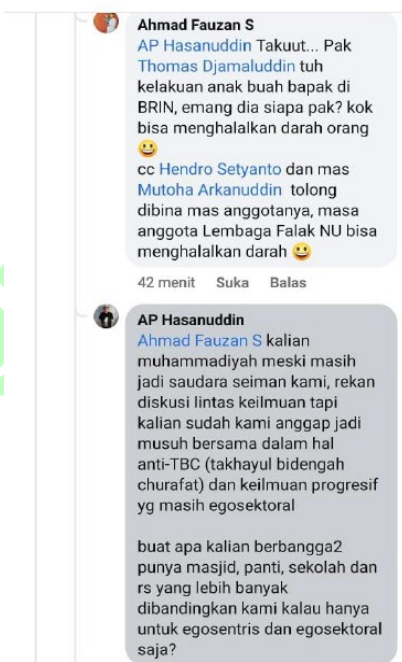 Ahmad Fauzan S
AP Hasanuddin Takuut... Pak
Thomas Djamaluddin tuh
kelakuan anak buah bapak di
BRIN, emang dia siapa pak? kok
bisa menghalalkan darah orang
😀
cc Hendro Setyanto dan mas
Mutoha Arkanuddin tolong
dibina mas anggotanya, masa
anggota Lembaga Falak NU bisa
menghalalkan darah 😀
42 menit Suka Balas
AP Hasanuddin
Ahmad Fauzan S kalian
muhammadiyah meski masih
jadi saudara seiman kami, rekan
diskusi lintas keilmuan tapi
kalian sudah kami anggap jadi
musuh bersama dalam hal
anti-TBC (takhayul bidengah
churafat) dan keilmuan progresif
yg masih egosektoral
buat apa kalian berbangga2
punya masjid, panti, sekolah dan
rs yang lebih banyak
dibandingkan kami kalau hanya
untuk egosentris dan egosektoral
saja?